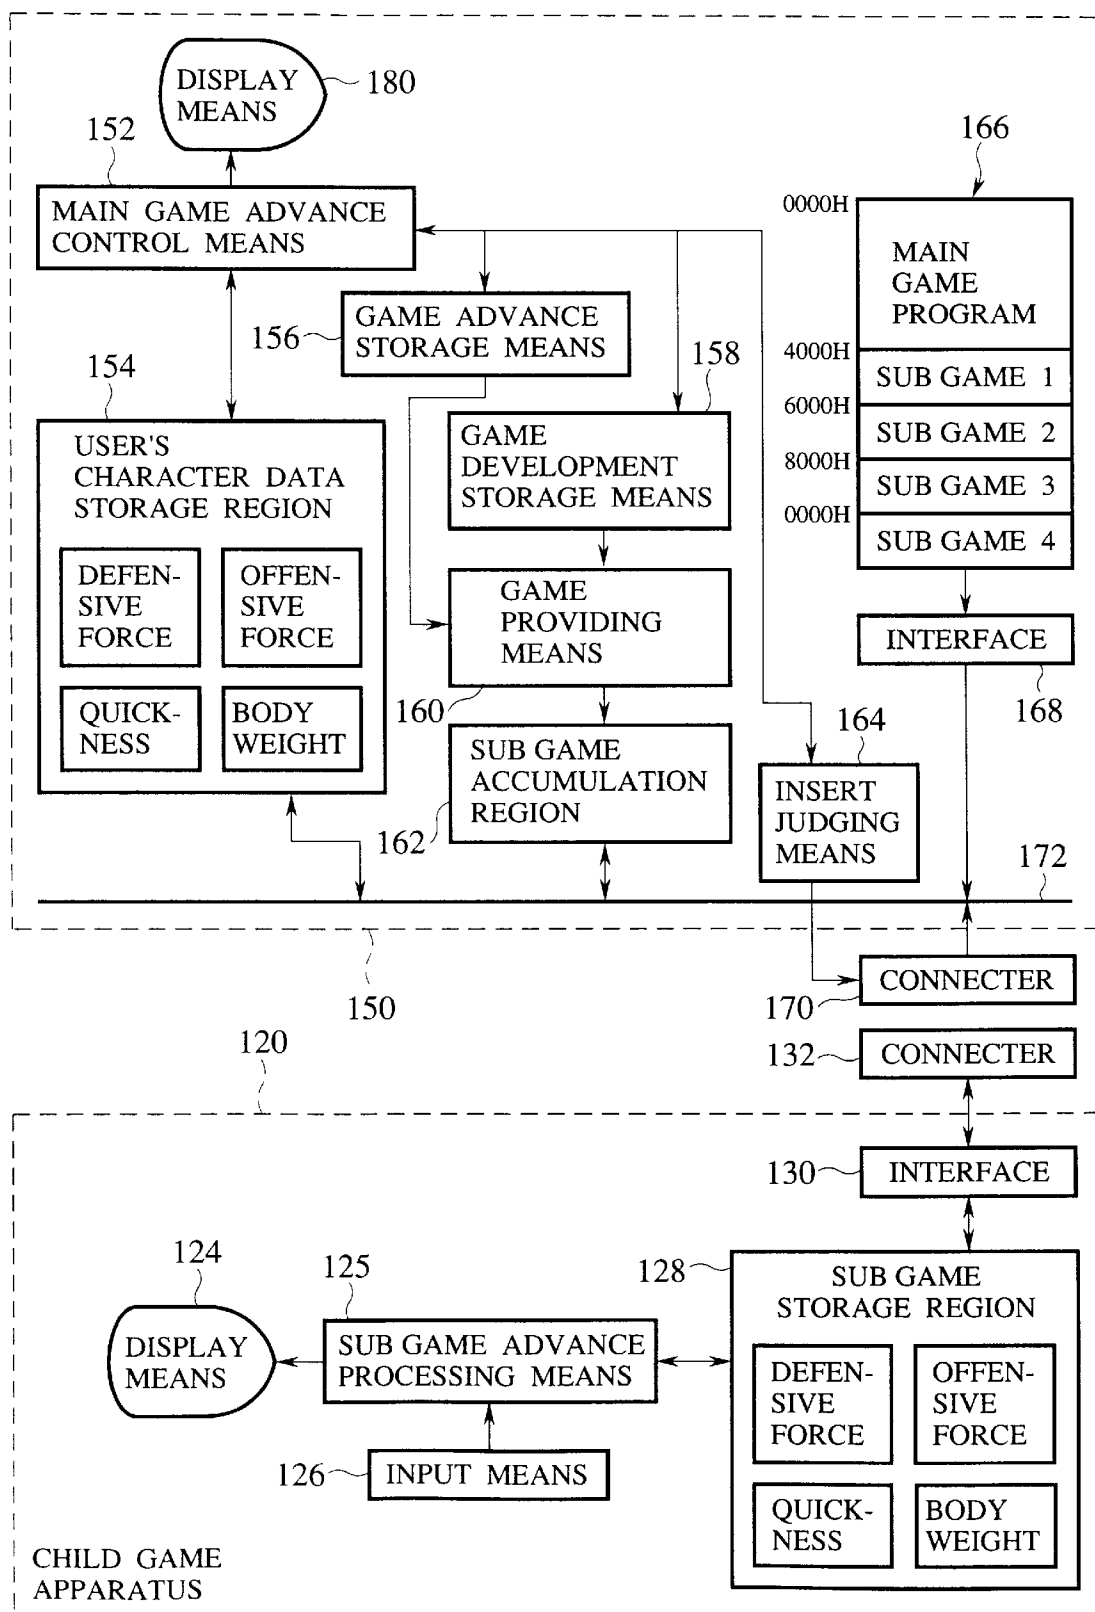 DISPLAY
MEANS
180
152
MAIN GAME ADVANCE
CONTROL MEANS
166
0000H
MAIN
GAME
PROGRAM
4000H
SUB GAME 1
6000H
SUB GAME 2
8000H
SUB GAME 3
0000H
SUB GAME 4
156
GAME ADVANCE
STORAGE MEANS
154
USER'S
CHARACTER DATA
STORAGE REGION
DEFEN-
SIVE
FORCE
OFFEN-
SIVE
FORCE
QUICK-
NESS
BODY
WEIGHT
158
GAME
DEVELOPMENT
STORAGE MEANS
GAME
PROVIDING
MEANS
160
SUB GAME
ACCUMULATION
REGION
162
INTERFACE
168
164
INSERT
JUDGING
MEANS
172
150
CONNECTER
170
120
132
CONNECTER
130
INTERFACE
124
DISPLAY
MEANS
125
SUB GAME ADVANCE
PROCESSING MEANS
126
INPUT MEANS
128
SUB GAME
STORAGE REGION
DEFEN-
SIVE
FORCE
OFFEN-
SIVE
FORCE
QUICK-
NESS
BODY
WEIGHT
CHILD GAME
APPARATUS